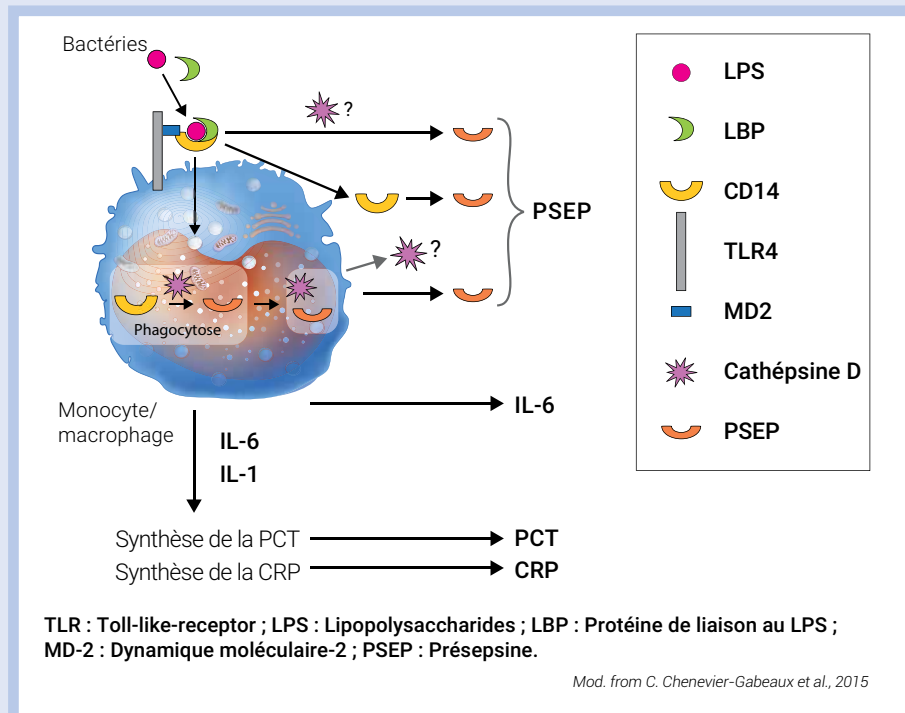 Bactéries
?
PSEP
?
Phagocytose
Monocyte/
macrophage
IL-6
IL-6
IL-1
Synthèse de la PCT
PCT
Synthèse de la CRP
CRP
LPS
LBP
CD14
TLR4
MD2
Cathépsine D
PSEP
TLR : Toll-like-receptor ; LPS : Lipopolysaccharides ; LBP : Protéine de liaison au LPS ;
MD-2 : Dynamique moléculaire-2 ; PSEP : Présepsine.
Mod. from C. Chenevier-Gabeaux et al., 2015